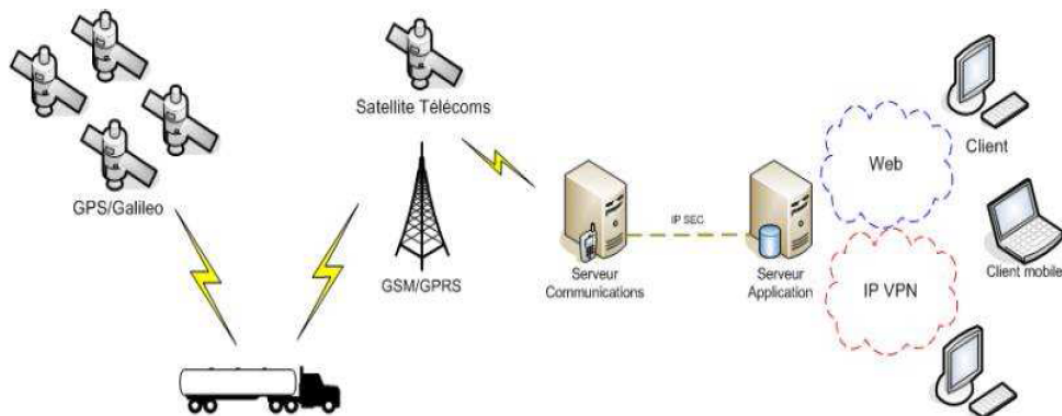 GPS/Galileo
Satellite Télécoms
GSM/GPRS
Serveur
Communications
IP SEC
Serveur
Application
Web
IP VPN
Client
Client mobile